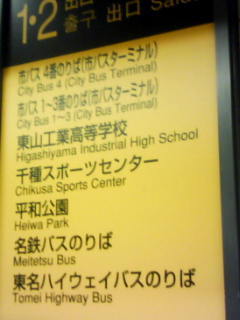 1・2 出口
출구 出口
市バス 4番のりば(市バスターミナル)
City Bus 4 (City Bus Terminal)
市バス 1〜3番のりば(市バスターミナル)
City Bus 1〜3 (City Bus Terminal)
東山工業高等学校
Higashiyama Industrial High School
千種スポーツセンター
Chikusa Sports Center
平和公園
Heiwa Park
名鉄バスのりば
Meitetsu Bus
東名ハイウェイバスのりば
Tomei Highway Bus